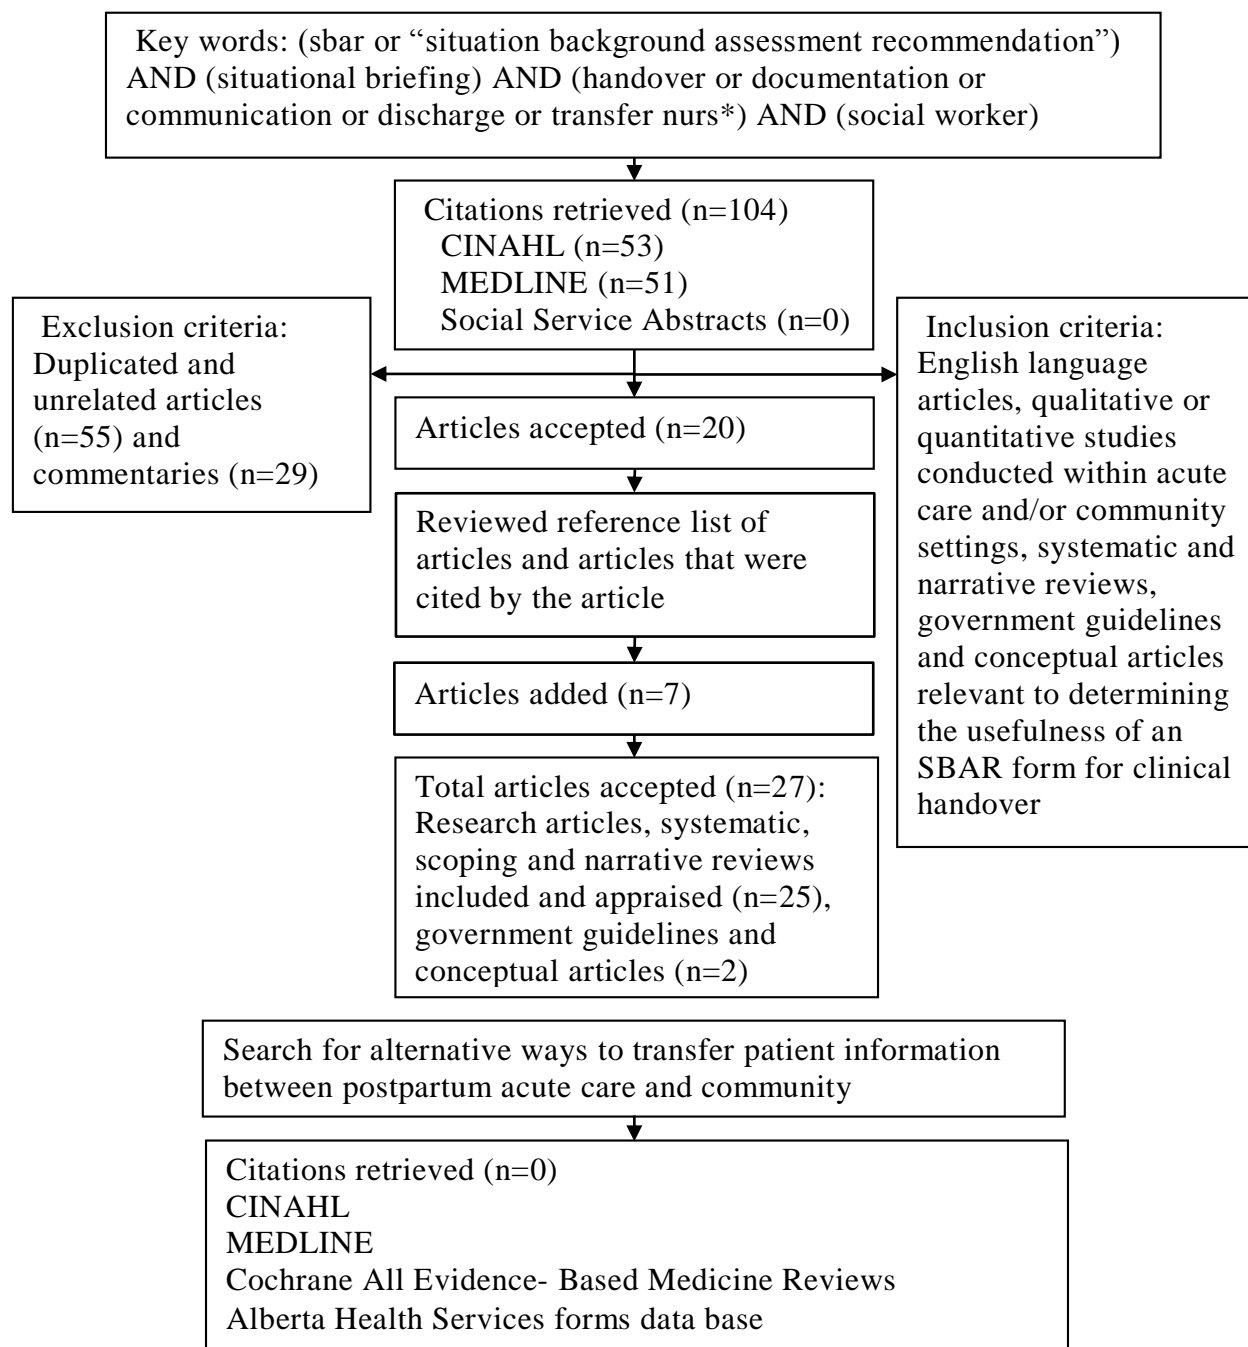 Key words: (sbar or “situation background assessment recommendation”)
AND (situational briefing) AND (handover or documentation or
communication or discharge or transfer nurs*) AND (social worker)
Citations retrieved (n=104)
CINAHL (n=53)
MEDLINE (n=51)
Social Service Abstracts (n=0)
Exclusion criteria:
Duplicated and
unrelated articles
(n=55) and
commentaries (n=29)
Inclusion criteria:
English language
articles, qualitative or
quantitative studies
conducted within acute
care and/or community
settings, systematic and
narrative reviews,
government guidelines
and conceptual articles
relevant to determining
the usefulness of an
SBAR form for clinical
handover
Articles accepted (n=20)
Reviewed reference list of
articles and articles that were
cited by the article
Articles added (n=7)
Total articles accepted (n=27):
Research articles, systematic,
scoping and narrative reviews
included and appraised (n=25),
government guidelines and
conceptual articles (n=2)
Search for alternative ways to transfer patient information
between postpartum acute care and community
Citations retrieved (n=0)
CINAHL
MEDLINE
Cochrane All Evidence- Based Medicine Reviews
Alberta Health Services forms data base